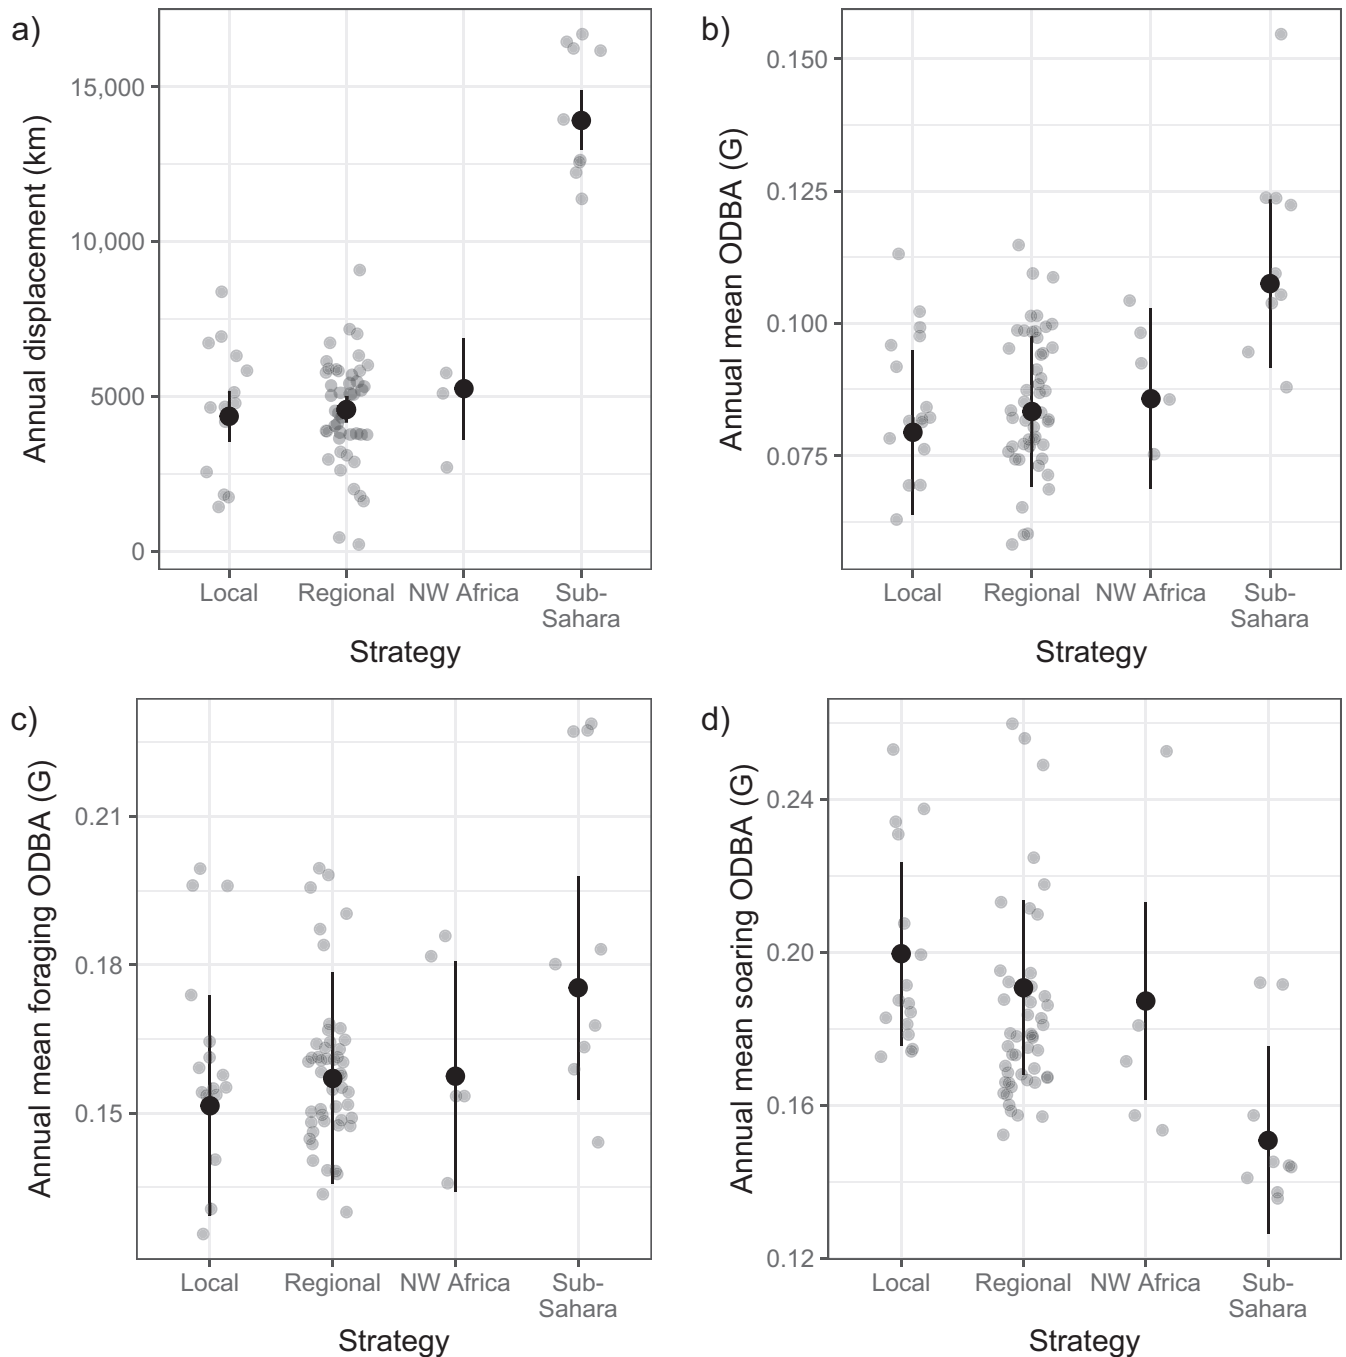 a)
Annual displacement (km)
15,000
10,000
5000
0
Local Regional NW Africa Sub-
Sahara
Strategy
b)
Annual mean ODBA (G)
0.150
0.125
0.100
0.075
Local Regional NW Africa Sub-
Sahara
Strategy
c)
Annual mean foraging ODBA (G)
0.21
0.18
0.15
Local Regional NW Africa Sub-
Sahara
Strategy
d)
Annual mean soaring ODBA (G)
0.24
0.20
0.16
0.12
Local Regional NW Africa Sub-
Sahara
Strategy